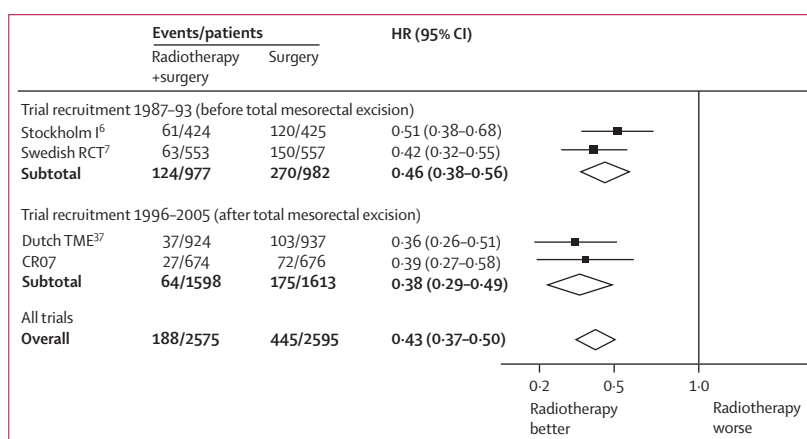 Events/patients HR (95% CI)
Radiotherapy Surgery
+surgery
Trial recruitment 1987–93 (before total mesorectal excision)
Stockholm I⁶ 61/424 120/425 0·51 (0·38–0·68)
Swedish RCT⁷ 63/553 150/557 0·42 (0·32–0·55)
Subtotal 124/977 270/982 0·46 (0·38–0·56)
Trial recruitment 1996–2005 (after total mesorectal excision)
Dutch TME³⁷ 37/924 103/937 0·36 (0·26–0·51)
CR07 27/674 72/676 0·39 (0·27–0·58)
Subtotal 64/1598 175/1613 0·38 (0·29–0·49)
All trials
Overall 188/2575 445/2595 0·43 (0·37–0·50)
0·2 0·5 1·0
Radiotherapy Radiotherapy
better worse